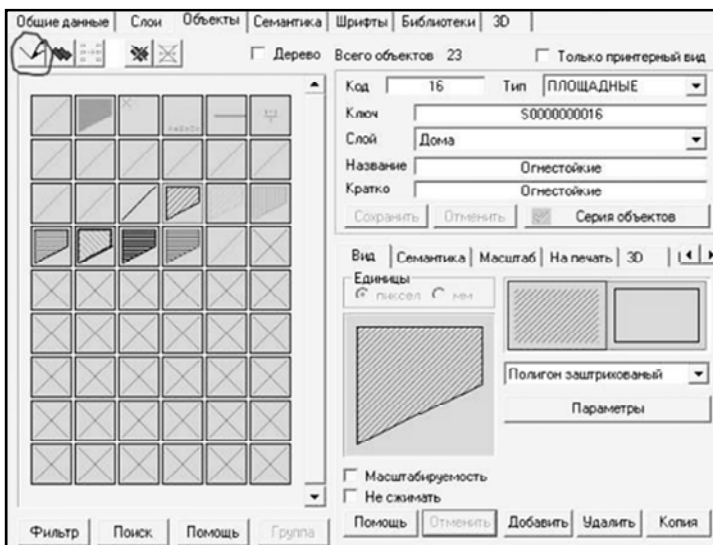 Общие данные Слои Объекты Семантика Шрифты Библиотеки 3D
Дерево Всего объектов 23 Только принтерный вид
Код 16 Тип ПЛОЩАДНЫЕ
Ключ S0000000016
Слой Дома
Название Огнестойкие
Кратко Огнестойкие
Сохранить Отменить Серия объектов
Вид Семантика Масштаб На печать 3D
Единицы
пиксел мм
Полигон заштрихованый
Параметры
Масштабируемость
Не сжимать
Фильтр Поиск Помощь Группа Помощь Отменить Добавить Удалить Копия